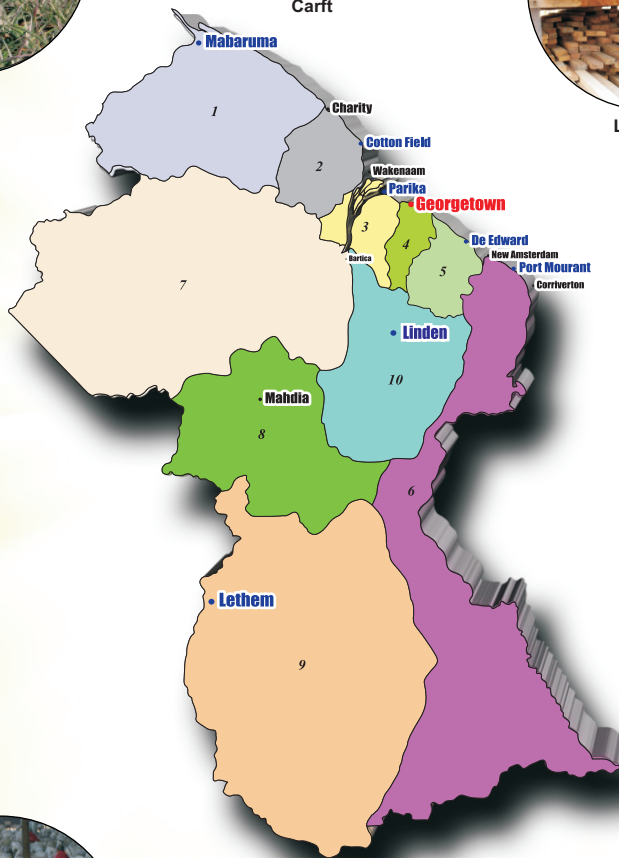 Carft
L
Mabaruma
1
Charity
Cotton Field
2
Wakenaam
Parika
Georgetown
3
4
De Edward
New Amsterdam
Bartica
5
Port Mourant
7
Corriverton
Linden
10
Mahdia
8
6
Lethem
9